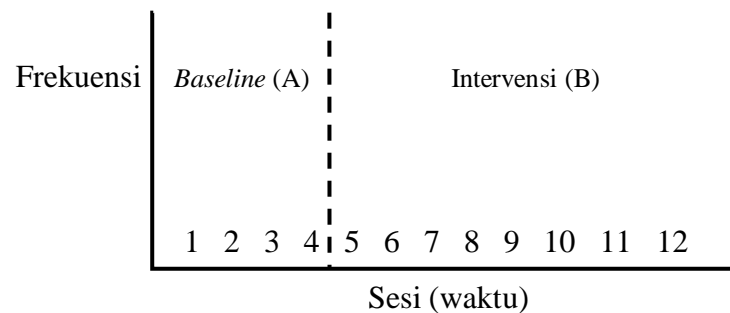 Frekuensi Baseline (A) Intervensi (B)
1 2 3 4 5 6 7 8 9 10 11 12
Sesi (waktu)